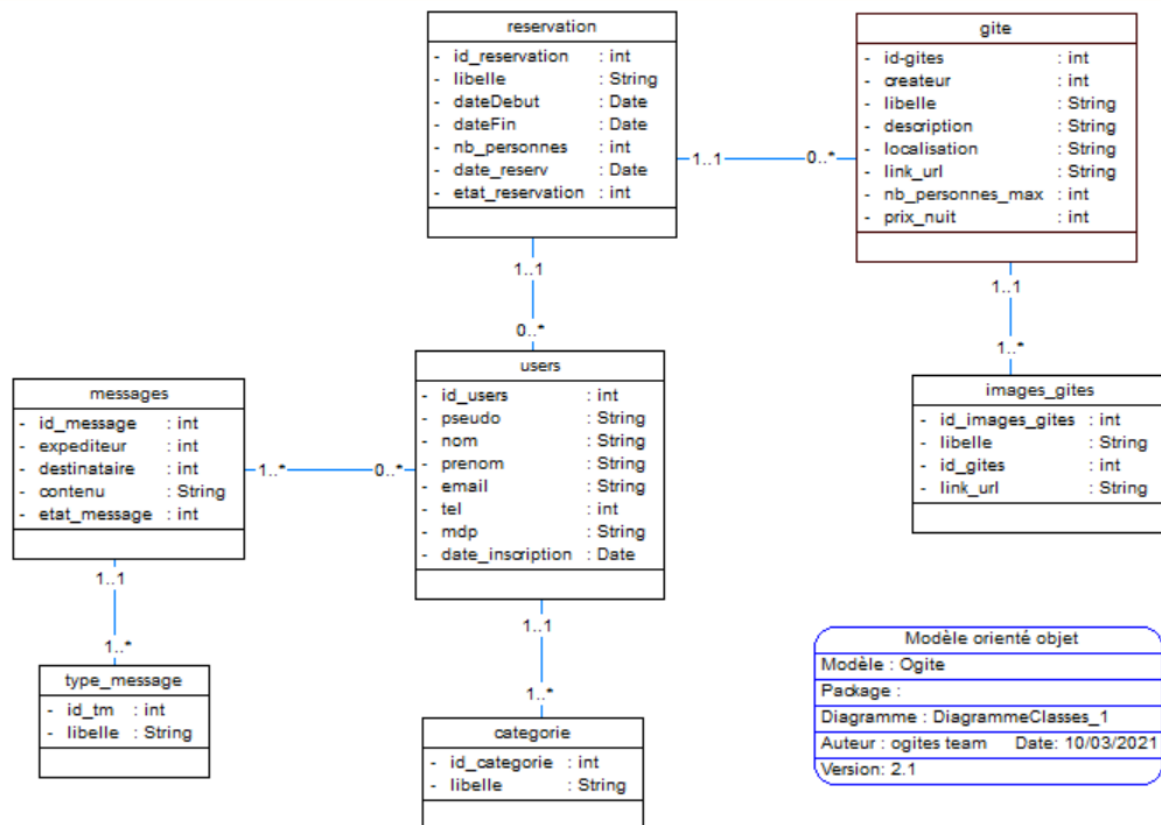 reservation
- id_reservation : int
- libelle : String
- dateDebut : Date
- dateFin : Date
- nb_personnes : int
- date_reserv : Date
- etat_reservation : int
gite
- id-gites : int
- createur : int
- libelle : String
- description : String
- localisation : String
- link_url : String
- nb_personnes_max : int
- prix_nuit : int
1..1
0..*
1..1
0..*
1..1
1..*
users
- id_users : int
- pseudo : String
- nom : String
- prenom : String
- email : String
- tel : int
- mdp : String
- date_inscription : Date
messages
- id_message : int
- expediteur : int
- destinataire : int
- contenu : String
- etat_message : int
1..*
0..*
images_gites
- id_images_gites : int
- libelle : String
- id_gites : int
- link_url : String
1..1
1..*
1..1
1..*
type_message
- id_tm : int
- libelle : String
categorie
- id_categorie : int
- libelle : String
Modèle orienté objet
Modèle : Ogite
Package :
Diagramme : DiagrammeClasses_1
Auteur : ogites team Date: 10/03/2021
Version: 2.1